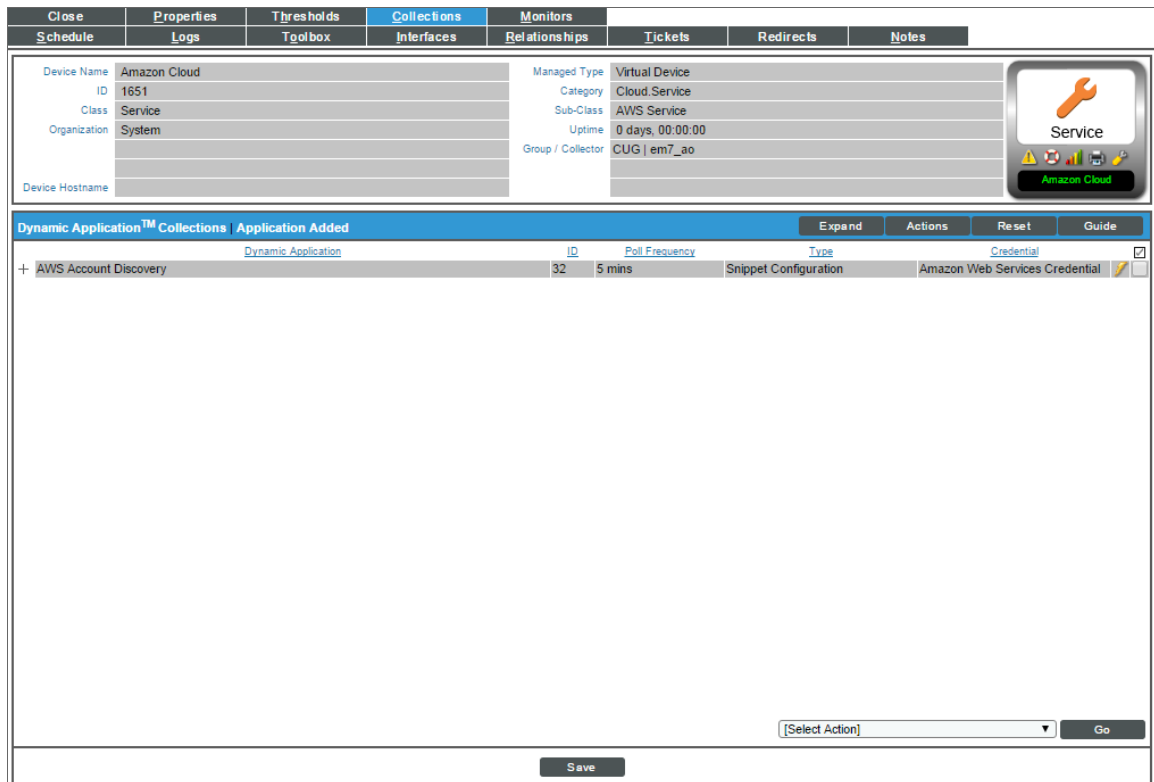 Close Properties Thresholds Collections Monitors
Schedule Logs Toolbox Interfaces Relationships Tickets Redirects Notes
Device Name Amazon Cloud Managed Type Virtual Device
ID 1651 Category Cloud.Service
Class Service Sub-Class AWS Service
Organization System Uptime 0 days, 00:00:00
Group / Collector CUG | em7_ao
Device Hostname
Service
Amazon Cloud
Dynamic Application™ Collections | Application Added Expand Actions Reset Guide
Dynamic Application ID Poll Frequency Type Credential
+ AWS Account Discovery 32 5 mins Snippet Configuration Amazon Web Services Credential
[Select Action] Go
Save